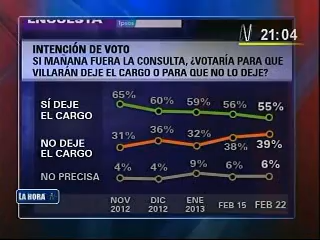 ENCUESTA
Ipsos
N
21:04
INTENCIÓN DE VOTO
SI MAÑANA FUERA LA CONSULTA, ¿VOTARÍA PARA QUE
VILLARÁN DEJE EL CARGO O PARA QUE NO LO DEJE?
SÍ DEJE
EL CARGO
65% 60% 59% 56% 55%
NO DEJE
EL CARGO
31% 36% 32% 38% 39%
NO PRECISA
4% 4% 9% 6% 6%
LA HORA N
NOV
2012
DIC
2012
ENE
2013
FEB 15
FEB 22